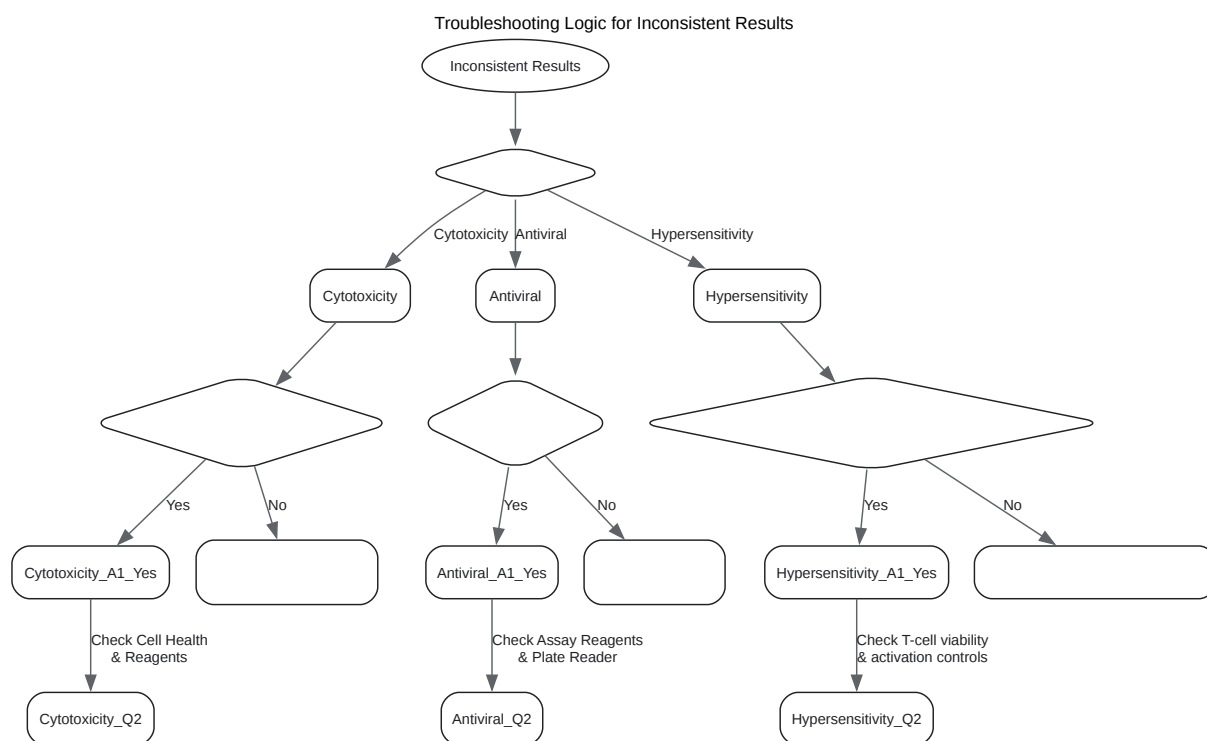 Troubleshooting Logic for Inconsistent Results
Inconsistent Results
Cytotoxicity
Antiviral
Hypersensitivity
Cytotoxicity
Antiviral
Hypersensitivity
Yes
No
Yes
No
Yes
No
Cytotoxicity_A1_Yes
Antiviral_A1_Yes
Hypersensitivity_A1_Yes
Check Cell Health
& Reagents
Check Assay Reagents
& Plate Reader
Check T-cell viability
& activation controls
Cytotoxicity_Q2
Antiviral_Q2
Hypersensitivity_Q2